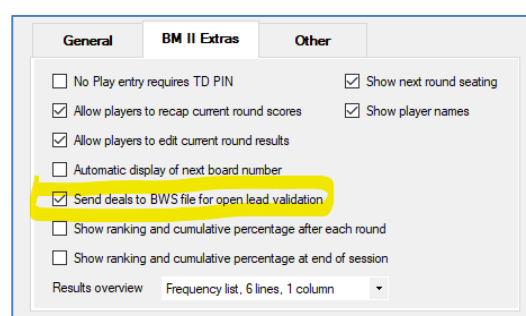 General BM II Extras Other
No Play entry requires TD PIN Show next round seating
Allow players to recap current round scores Show player names
Allow players to edit current round results
Automatic display of next board number
Send deals to BWS file for open lead validation
Show ranking and cumulative percentage after each round
Show ranking and cumulative percentage at end of session
Results overview Frequency list, 6 lines, 1 column